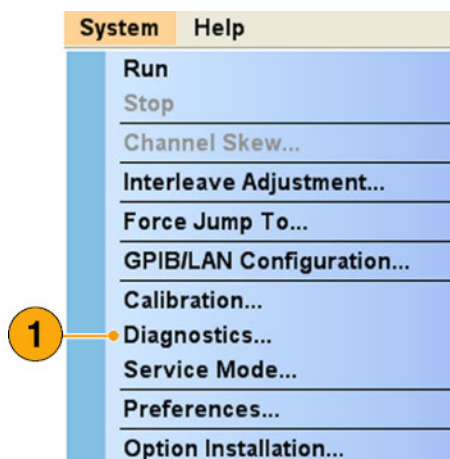 System Help
Run
Stop
Channel Skew...
Interleave Adjustment...
Force Jump To...
GPIB/LAN Configuration...
Calibration...
1 Diagnostics...
Service Mode...
Preferences...
Option Installation...